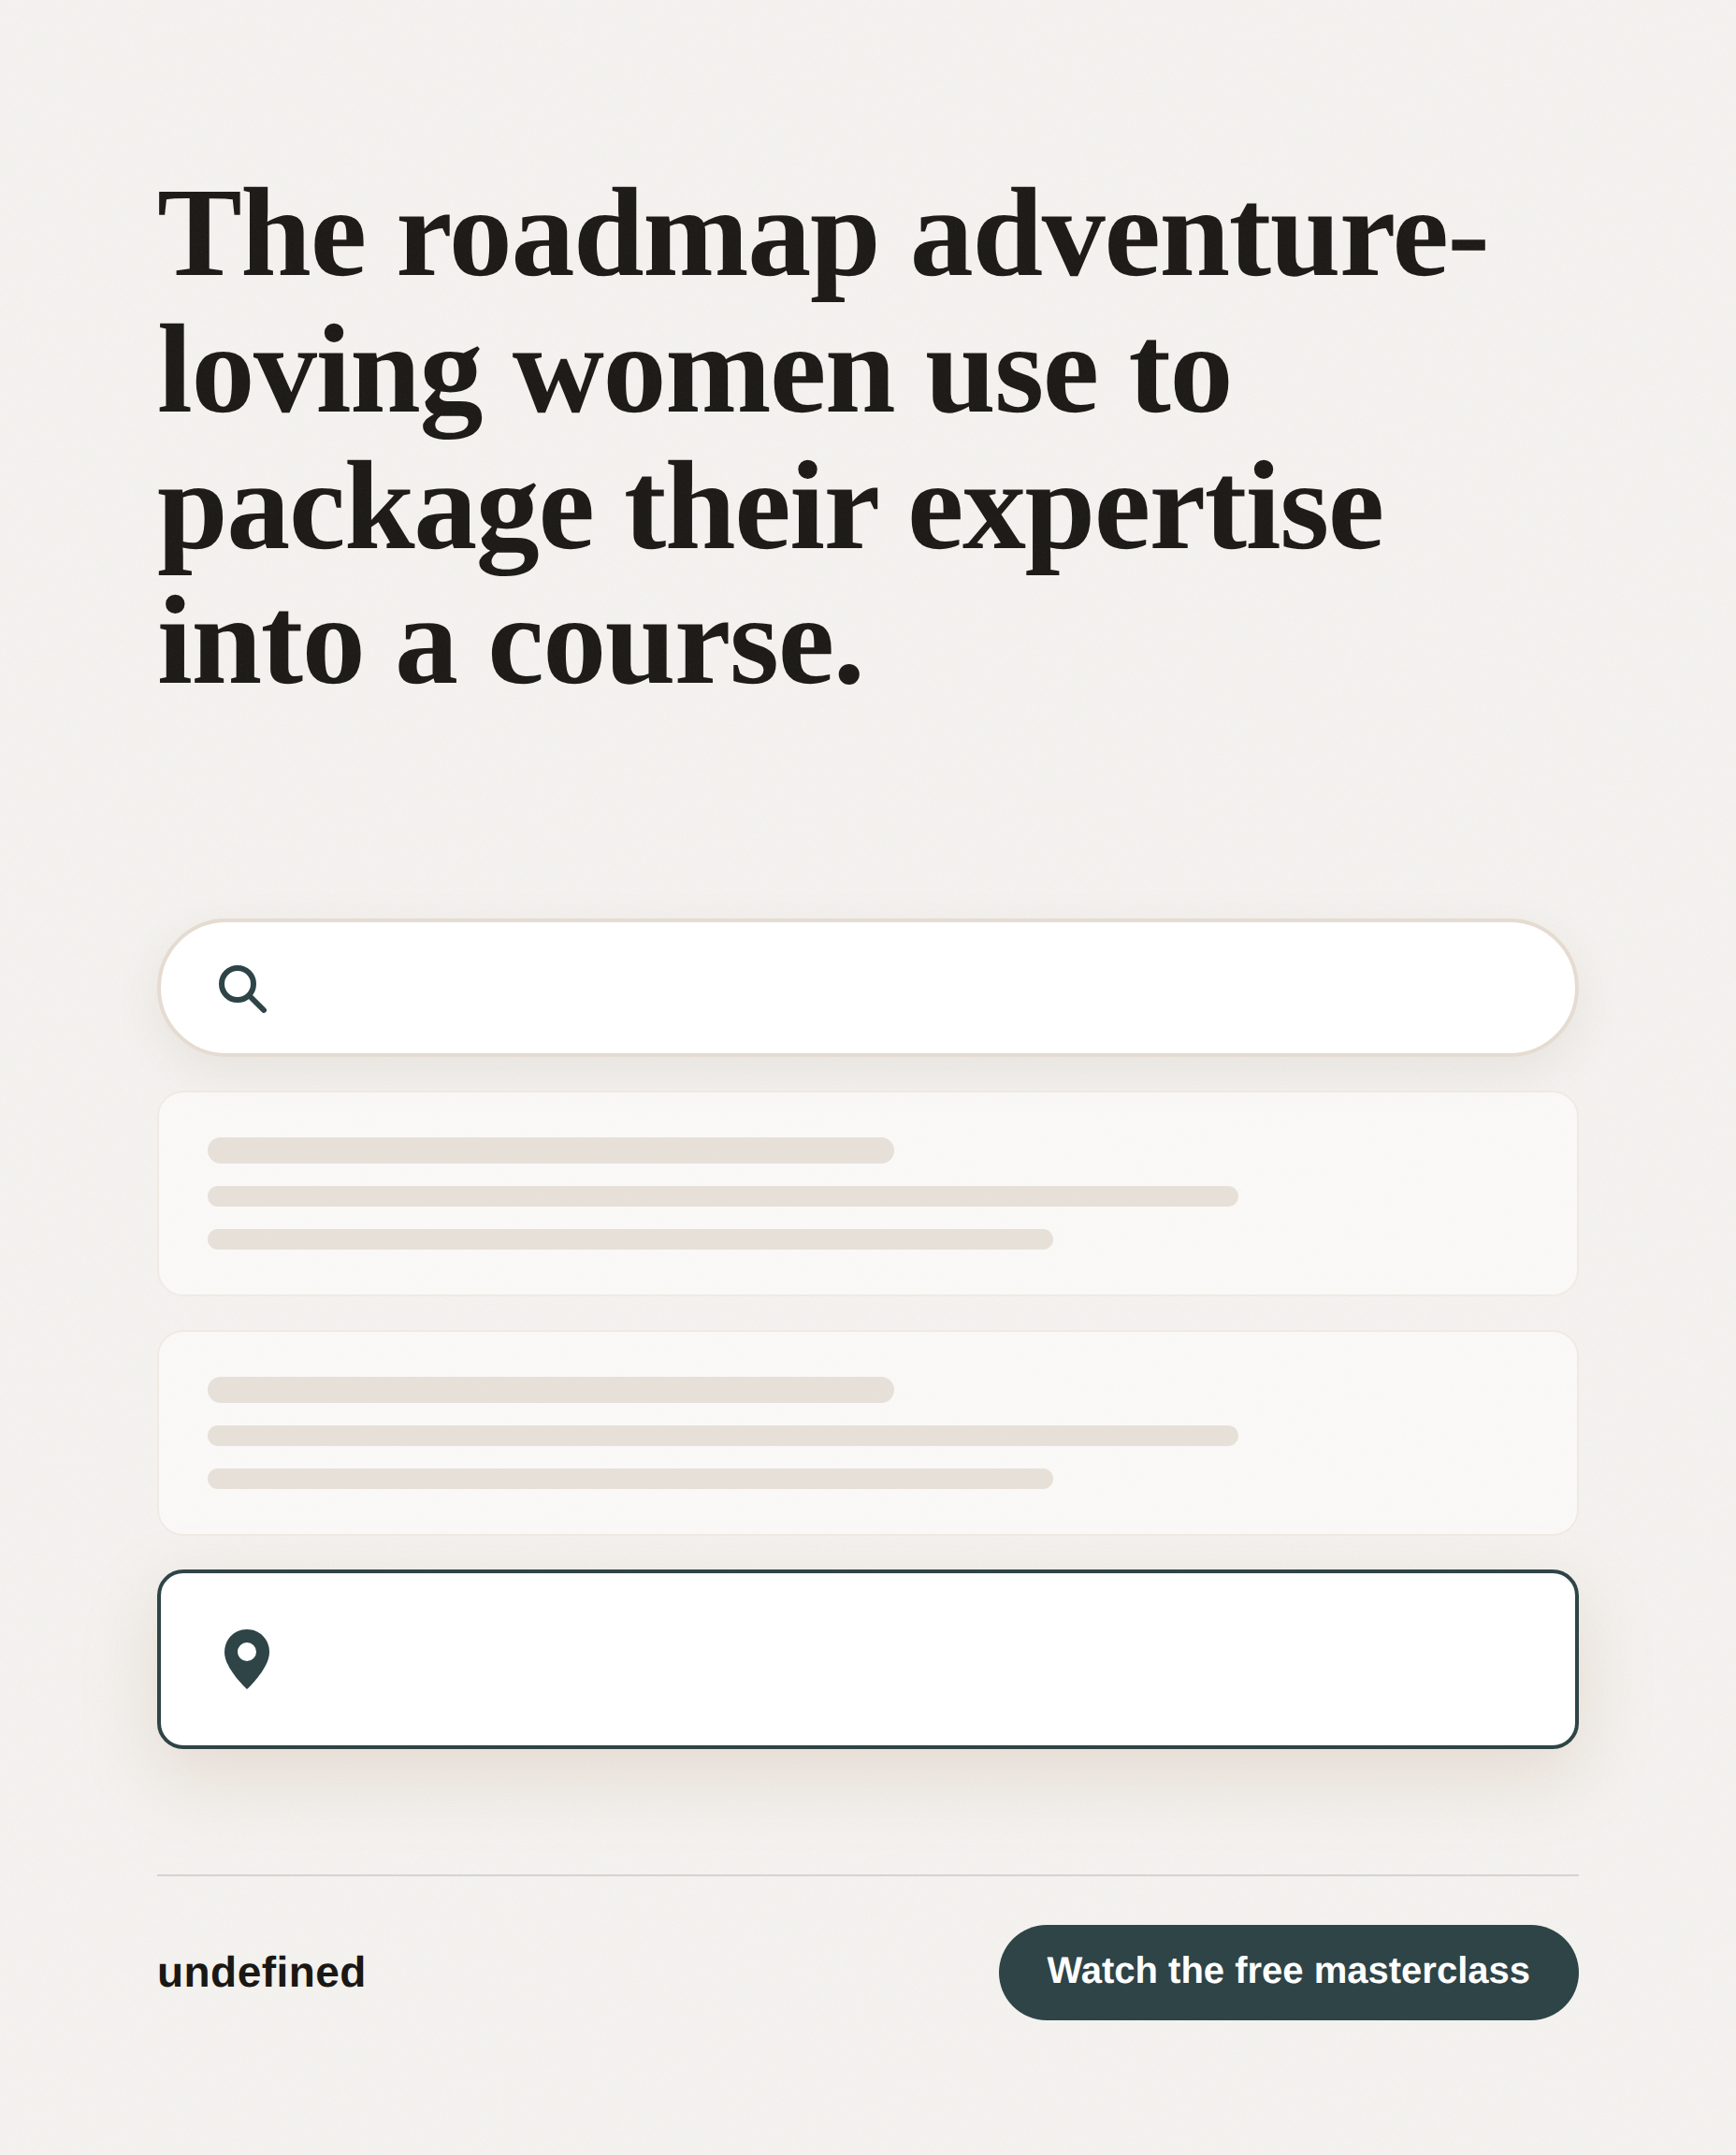 The roadmap adventure-
loving women use to
package their expertise
into a course.
undefined
Watch the free masterclass